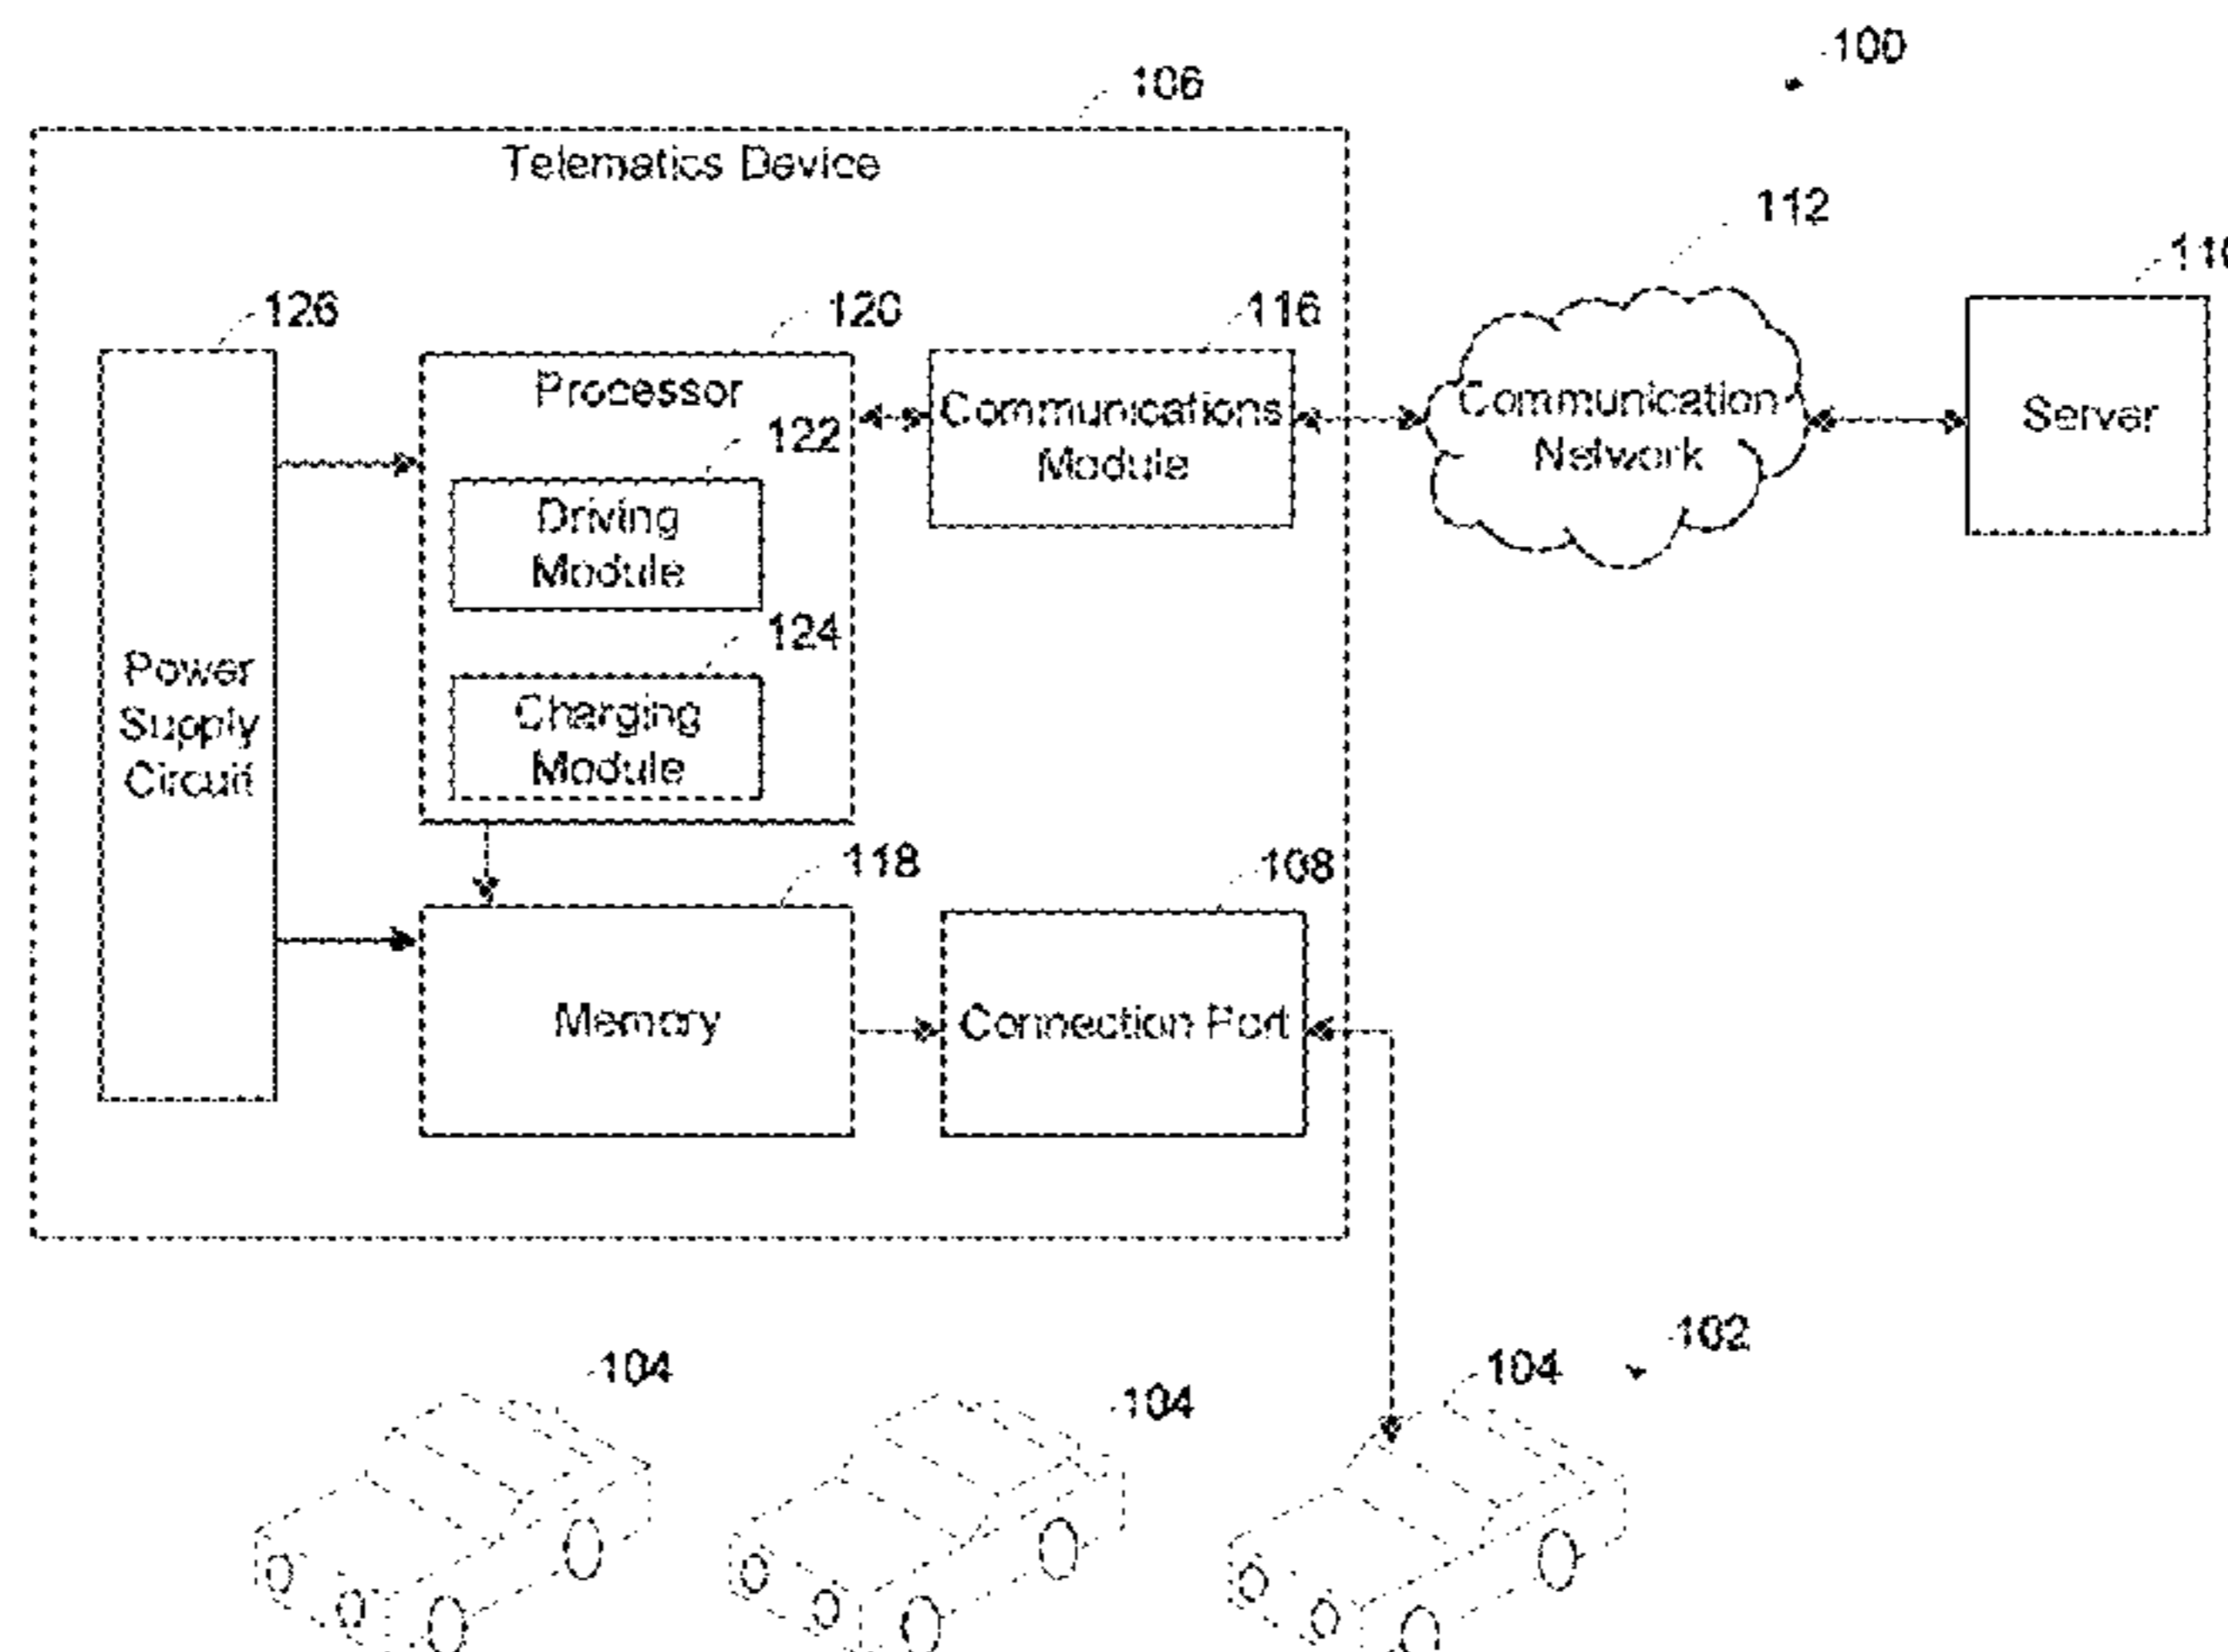 100
106
Telematics Device
112
126
120
116
Processor
122
Communications
Module
Communication
Network
Server
Driving
Module
124
Charging
Module
Power
Supply
Circuit
118
108
Memory
Connection Port
102
104
104
104